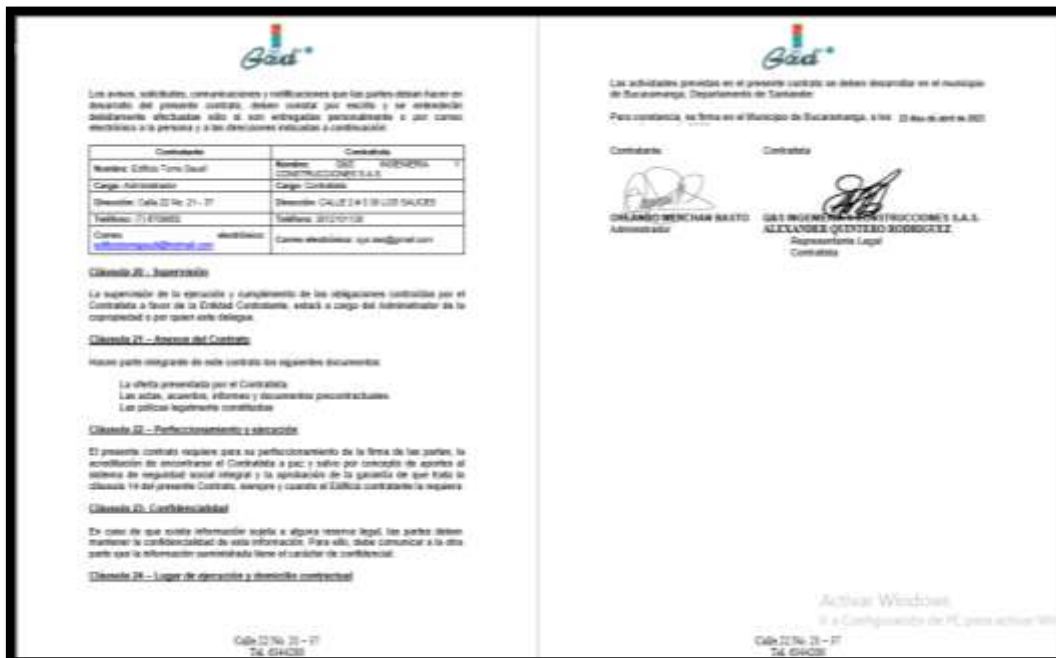 Gaud
Los avisos, solicitudes, comunicaciones y notificaciones que las partes deban hacer en
desarrollo del presente contrato, deben constar por escrito y se entenderán
debidamente efectuadas sólo si son entregadas personalmente o por correo
electrónico a la persona y a las direcciones indicadas a continuación:
Contratante Contratista
Nombre: Edificio Torre Gaudí Nombre: Q&S INGENIERIA Y
CONSTRUCCIONES S.A.S
Cargo: Administrador Cargo: Contratista
Dirección: Calle 22 No. 21 - 37 Dirección: CALLE LOS SAUCES
Teléfono: Teléfono:
Correo electrónico: Correo electrónico:
Cláusula 20 - Supervisión
La supervisión de la ejecución y cumplimiento de las obligaciones contraídas por el
Contratista a favor de la Entidad Contratante, estará a cargo del Administrador de la
copropiedad o por quien este delegue.
Cláusula 21 – Anexos del Contrato
Hacen parte integrante de este contrato los siguientes documentos:
La oferta presentada por el Contratista
Las actas, acuerdos, informes y documentos precontractuales
Las pólizas legalmente constituidas
Cláusula 22 – Perfeccionamiento y ejecución
El presente contrato requiere para su perfeccionamiento de la firma de las partes, la
acreditación de encontrarse el Contratista a paz y salvo por concepto de aportes al
sistema de seguridad social integral y la aprobación de la garantía de que trata la
cláusula 14 del presente Contrato, siempre y cuando el Edificio contratante la requiera
Cláusula 23. Confidencialidad
En caso de que exista información sujeta a alguna reserva legal, las partes deben
mantener la confidencialidad de esta información. Para ello, debe comunicar a la otra
parte que la información suministrada tiene el carácter de confidencial.
Cláusula 24 – Lugar de ejecución y domicilio contractual
Calle 22 No. 21 – 37
Tel.
Gaud
Las actividades previstas en el presente contrato se deben desarrollar en el municipio
de Bucaramanga, Departamento de Santander.
Para constancia, se firma en el Municipio de Bucaramanga, a los
Contratante Contratista
ORLANDO MERCHAN BASTO Q&S INGENIERIA Y CONSTRUCCIONES S.A.S.
Administrador ALEXANDER QUINTERO RODRIGUEZ
Representante Legal
Contratista
Activar Windows
Ir a Configuración de PC para activar
Calle 22 No. 21 – 37
Tel.